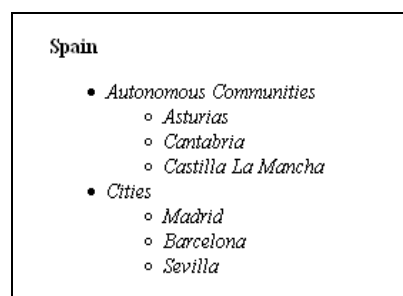 Spain
Autonomous Communities
Asturias
Cantabria
Castilla La Mancha
Cities
Madrid
Barcelona
Sevilla